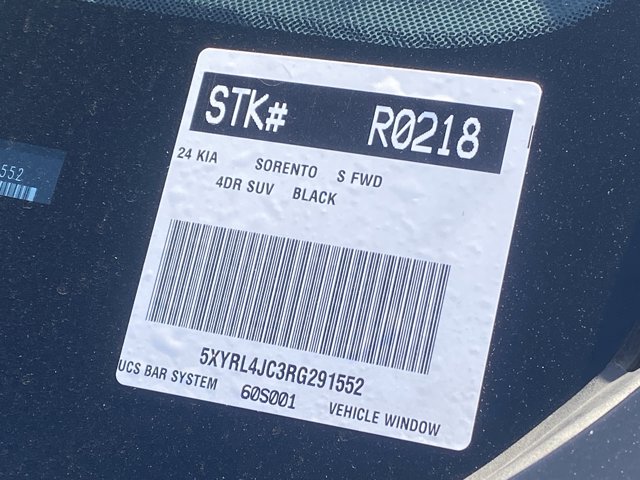 STK# R0218
24 KIA SORENTO S FWD
4DR SUV BLACK
5XYRL4JC3RG291552
UCS BAR SYSTEM 60S001 VEHICLE WINDOW
552